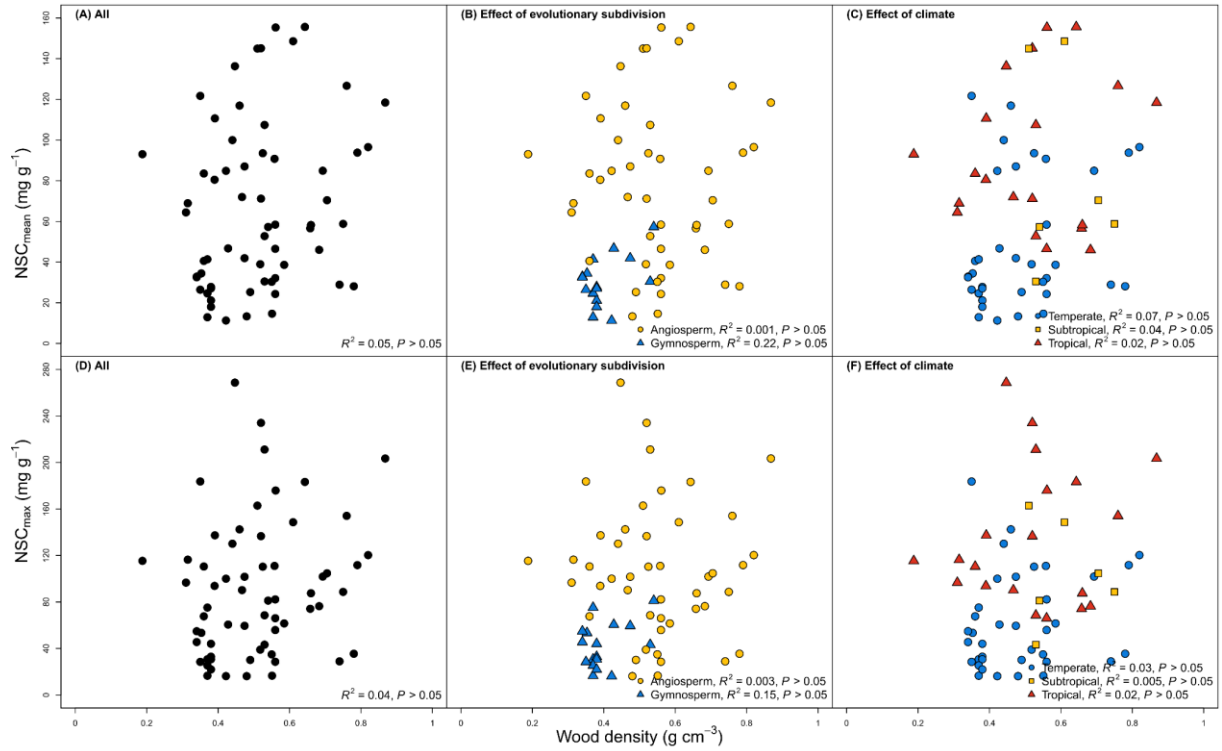 (A) All
(B) Effect of evolutionary subdivision
(C) Effect of climate
NSCmean (mg g−1)
0
20
40
60
80
100
120
140
160
R2 = 0.05, P > 0.05
Angiosperm, R2 = 0.001, P > 0.05
Gymnosperm, R2 = 0.22, P > 0.05
Temperate, R2 = 0.07, P > 0.05
Subtropical, R2 = 0.04, P > 0.05
Tropical, R2 = 0.02, P > 0.05
(D) All
(E) Effect of evolutionary subdivision
(F) Effect of climate
NSCmax (mg g−1)
0
40
80
120
160
200
240
280
R2 = 0.04, P > 0.05
Angiosperm, R2 = 0.003, P > 0.05
Gymnosperm, R2 = 0.15, P > 0.05
Temperate, R2 = 0.03, P > 0.05
Subtropical, R2 = 0.005, P > 0.05
Tropical, R2 = 0.02, P > 0.05
0 0.2 0.4 0.6 0.8 1
0 0.2 0.4 0.6 0.8 1
0 0.2 0.4 0.6 0.8 1
Wood density (g cm−3)